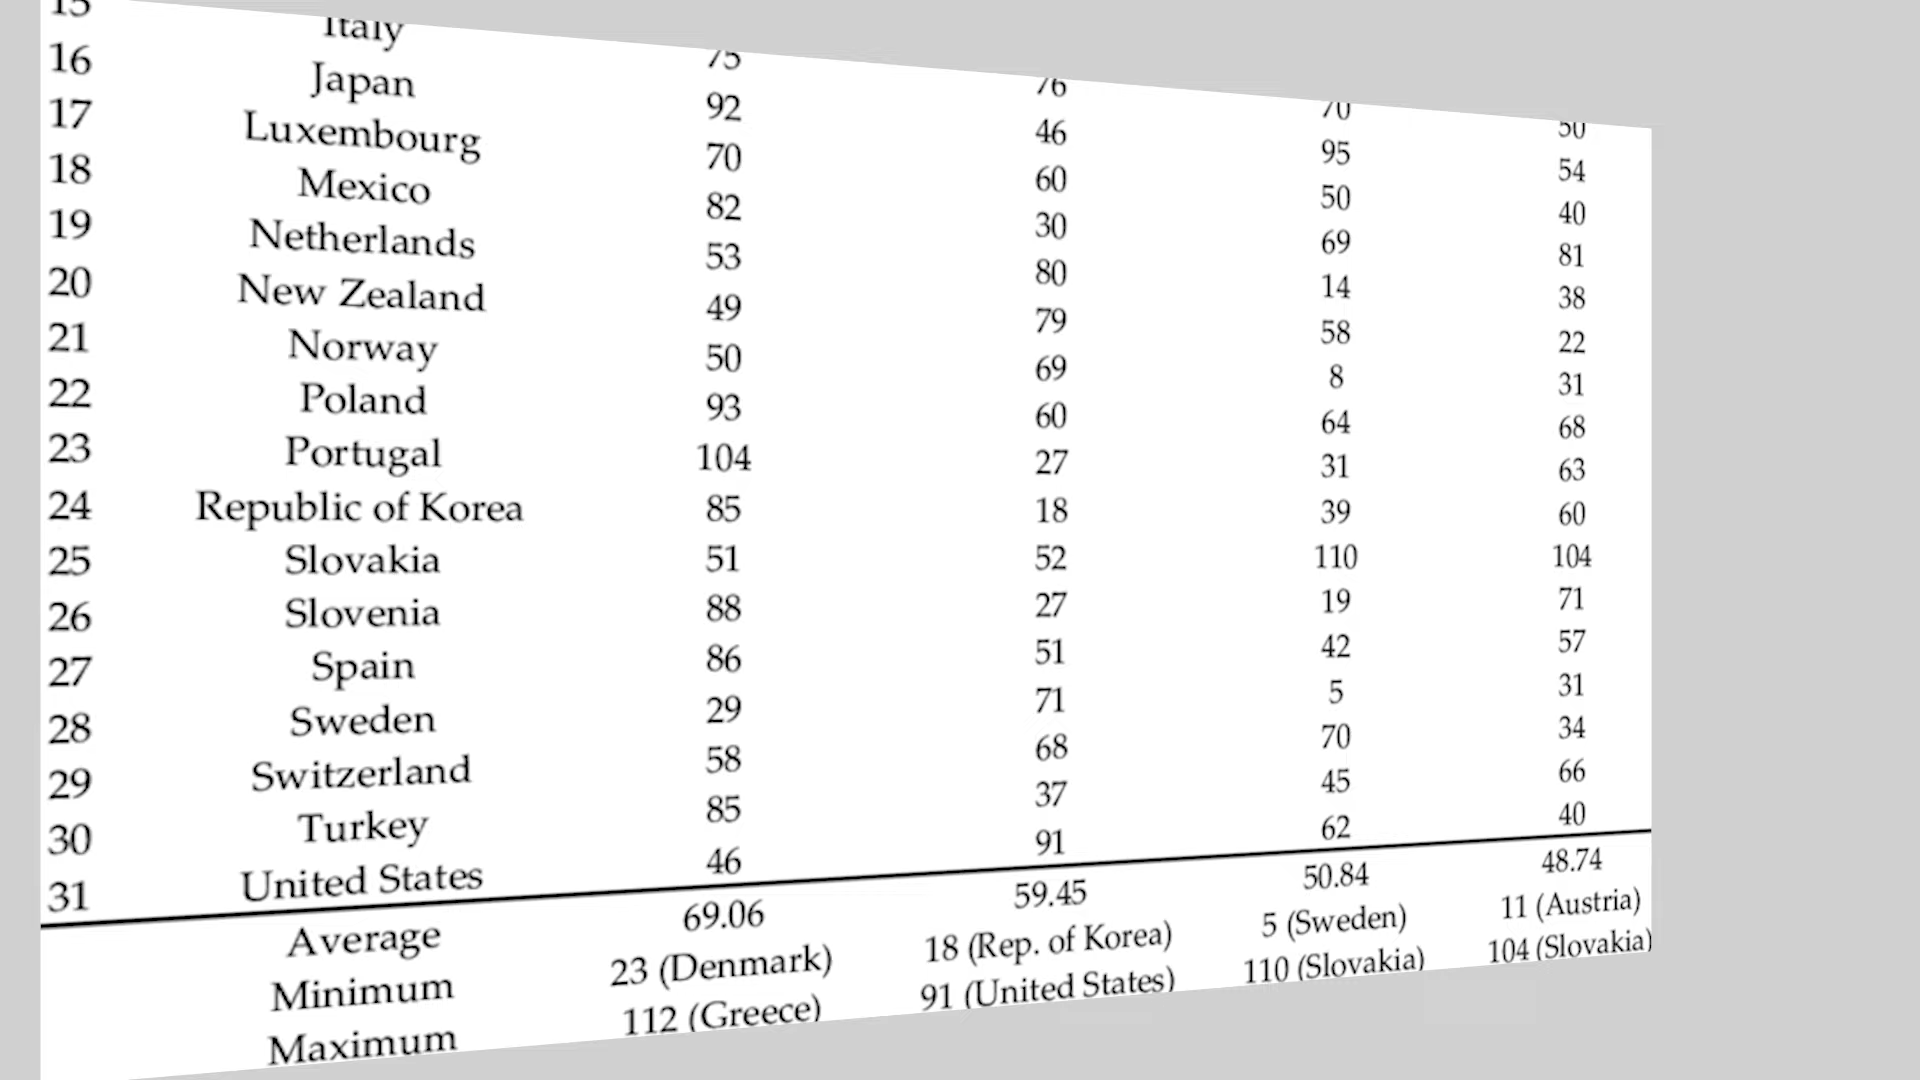 15 Italy 75 76 70 50
16 Japan 92 46 95 54
17 Luxembourg 70 60 50 40
18 Mexico 82 30 69 81
19 Netherlands 53 80 14 38
20 New Zealand 49 79 58 22
21 Norway 50 69 8 31
22 Poland 93 60 64 68
23 Portugal 104 27 31 63
24 Republic of Korea 85 18 39 60
25 Slovakia 51 52 110 104
26 Slovenia 88 27 19 71
27 Spain 86 51 42 57
28 Sweden 29 71 5 31
29 Switzerland 58 68 70 34
30 Turkey 85 37 45 66
31 United States 46 91 62 40
Average 69.06 59.45 50.84 48.74
Minimum 23 (Denmark) 18 (Rep. of Korea) 5 (Sweden) 11 (Austria)
Maximum 112 (Greece) 91 (United States) 110 (Slovakia) 104 (Slovakia)